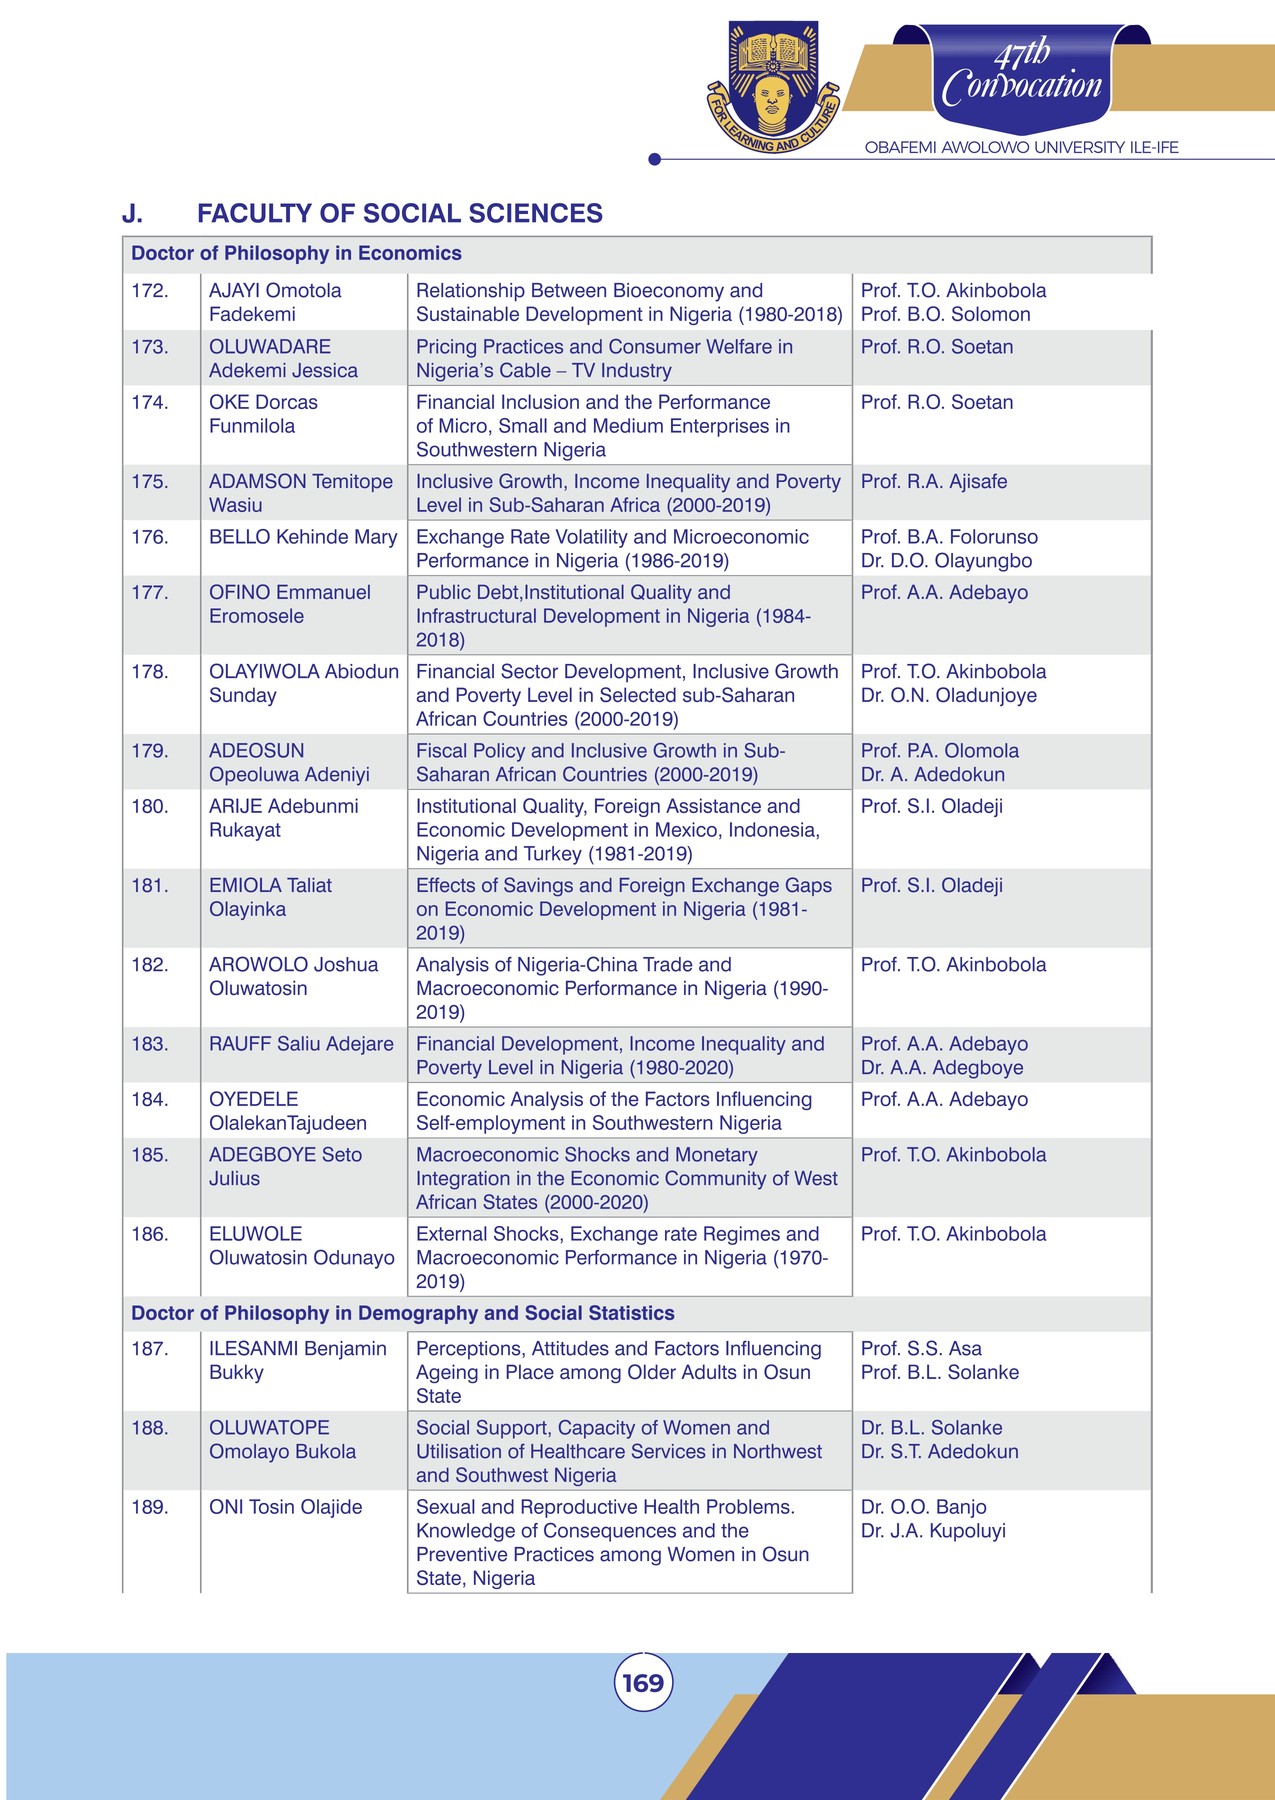 47th
Convocation
FOR LEARNING AND CULTURE
OBAFEMI AWOLOWO UNIVERSITY ILE-IFE
J. FACULTY OF SOCIAL SCIENCES
Doctor of Philosophy in Economics
172. AJAYI Omotola Relationship Between Bioeconomy and Prof. T.O. Akinbobola
Fadekemi Sustainable Development in Nigeria (1980-2018) Prof. B.O. Solomon
173. OLUWADARE Pricing Practices and Consumer Welfare in Prof. R.O. Soetan
Adekemi Jessica Nigeria’s Cable – TV Industry
174. OKE Dorcas Financial Inclusion and the Performance Prof. R.O. Soetan
Funmilola of Micro, Small and Medium Enterprises in
Southwestern Nigeria
175. ADAMSON Temitope Inclusive Growth, Income Inequality and Poverty Prof. R.A. Ajisafe
Wasiu Level in Sub-Saharan Africa (2000-2019)
176. BELLO Kehinde Mary Exchange Rate Volatility and Microeconomic Prof. B.A. Folorunso
Performance in Nigeria (1986-2019) Dr. D.O. Olayungbo
177. OFINO Emmanuel Public Debt,Institutional Quality and Prof. A.A. Adebayo
Eromosele Infrastructural Development in Nigeria (1984-
2018)
178. OLAYIWOLA Abiodun Financial Sector Development, Inclusive Growth Prof. T.O. Akinbobola
Sunday and Poverty Level in Selected sub-Saharan Dr. O.N. Oladunjoye
African Countries (2000-2019)
179. ADEOSUN Fiscal Policy and Inclusive Growth in Sub- Prof. P.A. Olomola
Opeoluwa Adeniyi Saharan African Countries (2000-2019) Dr. A. Adedokun
180. ARIJE Adebunmi Institutional Quality, Foreign Assistance and Prof. S.I. Oladeji
Rukayat Economic Development in Mexico, Indonesia,
Nigeria and Turkey (1981-2019)
181. EMIOLA Taliat Effects of Savings and Foreign Exchange Gaps Prof. S.I. Oladeji
Olayinka on Economic Development in Nigeria (1981-
2019)
182. AROWOLO Joshua Analysis of Nigeria-China Trade and Prof. T.O. Akinbobola
Oluwatosin Macroeconomic Performance in Nigeria (1990-
2019)
183. RAUFF Saliu Adejare Financial Development, Income Inequality and Prof. A.A. Adebayo
Poverty Level in Nigeria (1980-2020) Dr. A.A. Adegboye
184. OYEDELE Economic Analysis of the Factors Influencing Prof. A.A. Adebayo
OlalekanTajudeen Self-employment in Southwestern Nigeria
185. ADEGBOYE Seto Macroeconomic Shocks and Monetary Prof. T.O. Akinbobola
Julius Integration in the Economic Community of West
African States (2000-2020)
186. ELUWOLE External Shocks, Exchange rate Regimes and Prof. T.O. Akinbobola
Oluwatosin Odunayo Macroeconomic Performance in Nigeria (1970-
2019)
Doctor of Philosophy in Demography and Social Statistics
187. ILESANMI Benjamin Perceptions, Attitudes and Factors Influencing Prof. S.S. Asa
Bukky Ageing in Place among Older Adults in Osun Prof. B.L. Solanke
State
188. OLUWATOPE Social Support, Capacity of Women and Dr. B.L. Solanke
Omolayo Bukola Utilisation of Healthcare Services in Northwest Dr. S.T. Adedokun
and Southwest Nigeria
189. ONI Tosin Olajide Sexual and Reproductive Health Problems. Dr. O.O. Banjo
Knowledge of Consequences and the Dr. J.A. Kupoluyi
Preventive Practices among Women in Osun
State, Nigeria
169